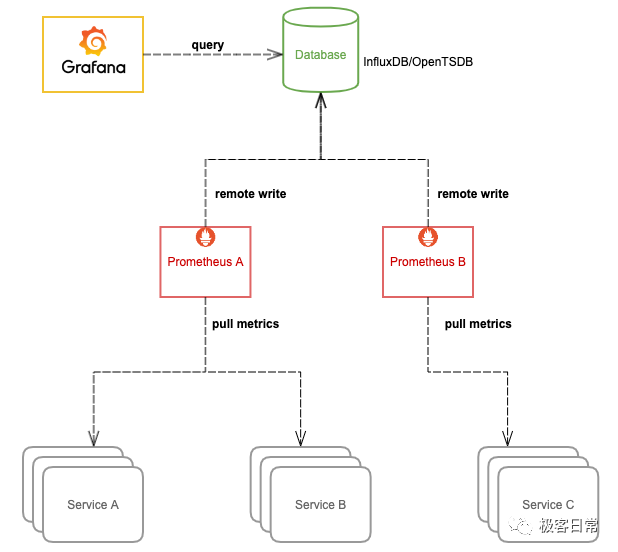 query
Grafana
Database
InfluxDB/OpenTSDB
remote write
remote write
Prometheus A
Prometheus B
pull metrics
pull metrics
Service A
Service B
Service C
极客日常